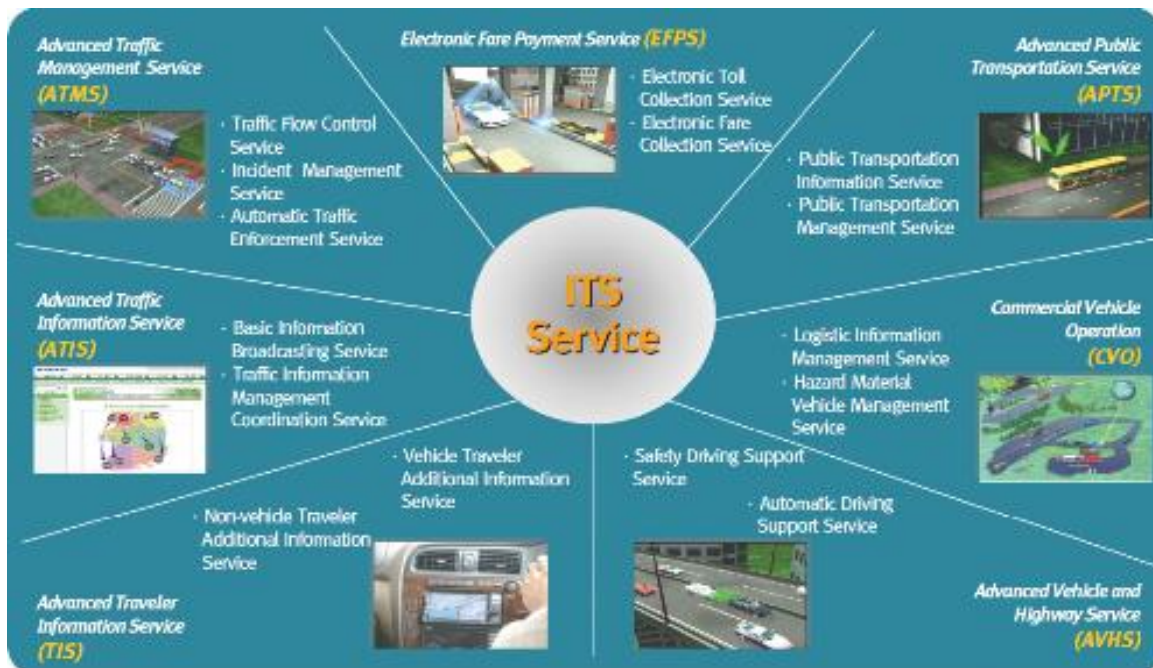 Advanced Traffic
Management Service
(ATMS)
· Traffic Flow Control
Service
· Incident Management
Service
· Automatic Traffic
Enforcement Service
Electronic Fare Payment Service (EFPS)
· Electronic Toll
Collection Service
- Electronic Fare
Collection Service
Advanced Public
Transportation Service
(APTS)
· Public Transportation
Information Service
· Public Transportation
Management Service
ITS
Service
Advanced Traffic
Information Service
(ATIS)
· Basic Information
Broadcasting Service
· Traffic Information
Management
Coordination Service
Commercial Vehicle
Operation
(CVO)
· Logistic Information
Management Service
· Hazard Material
Vehicle Management
Service
· Vehicle Traveler
Additional Information
Service
· Non-vehicle Traveler
Additional Information
Service
Advanced Traveler
Information Service
(TIS)
· Safety Driving Support
Service
· Automatic Driving
Support Service
Advanced Vehicle and
Highway Service
(AVHS)